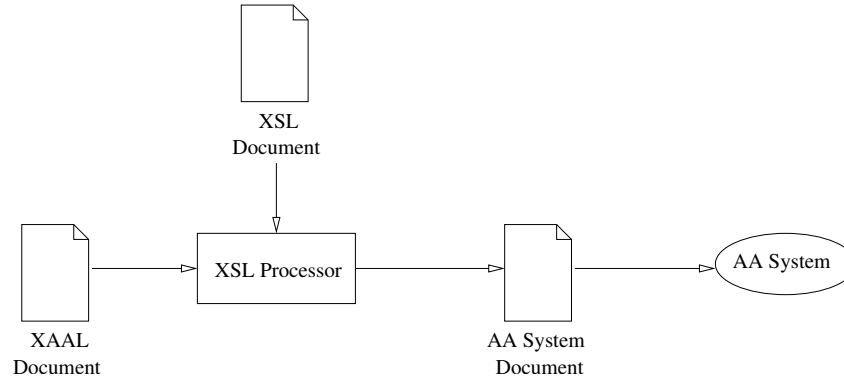 XSL
Document
XSL Processor
AA System
XAAL
Document
AA System
Document